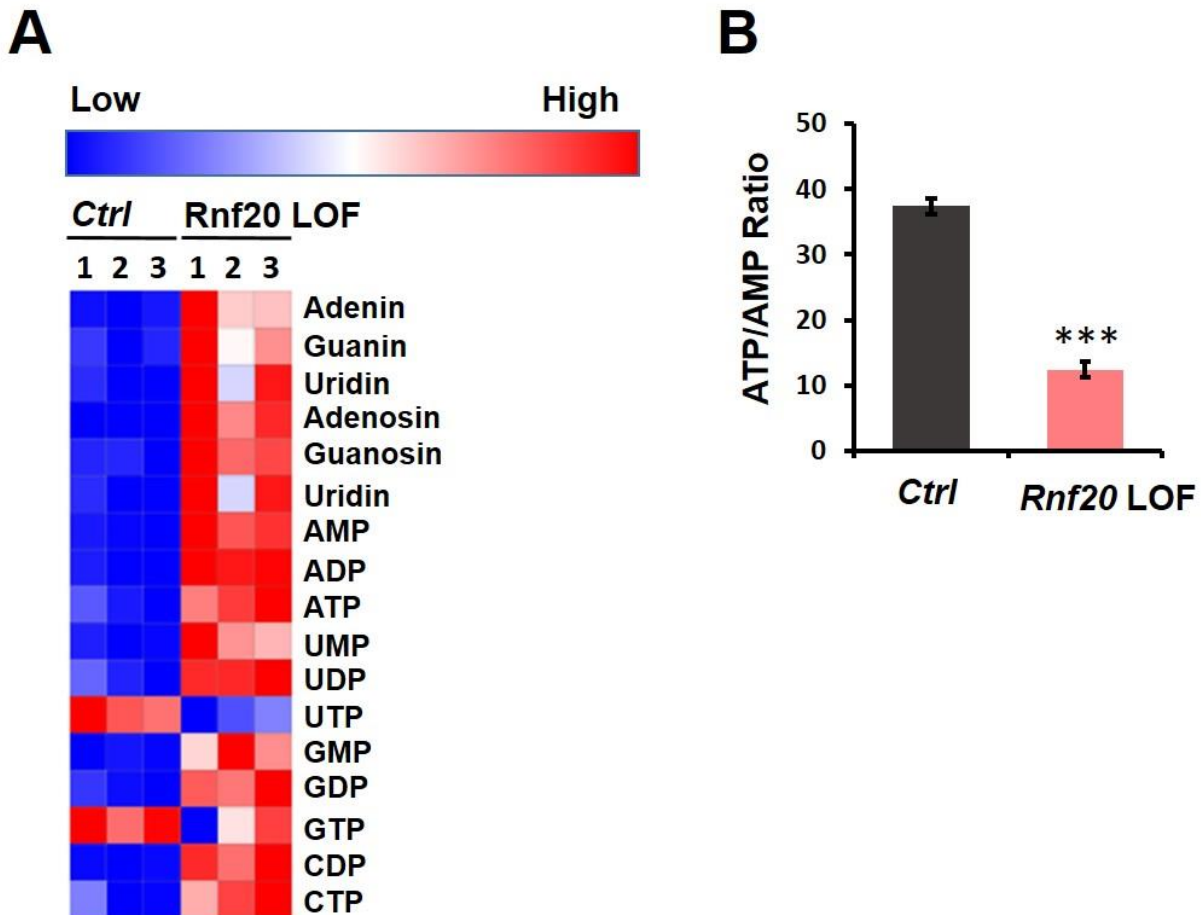 A
Low High
Ctrl Rnf20 LOF
1 2 3 1 2 3
Adenin
Guanin
Uridin
Adenosin
Guanosin
Uridin
AMP
ADP
ATP
UMP
UDP
UTP
GMP
GDP
GTP
CDP
CTP
B
ATP/AMP Ratio
50
40
30
20
10
0
***
Ctrl Rnf20 LOF